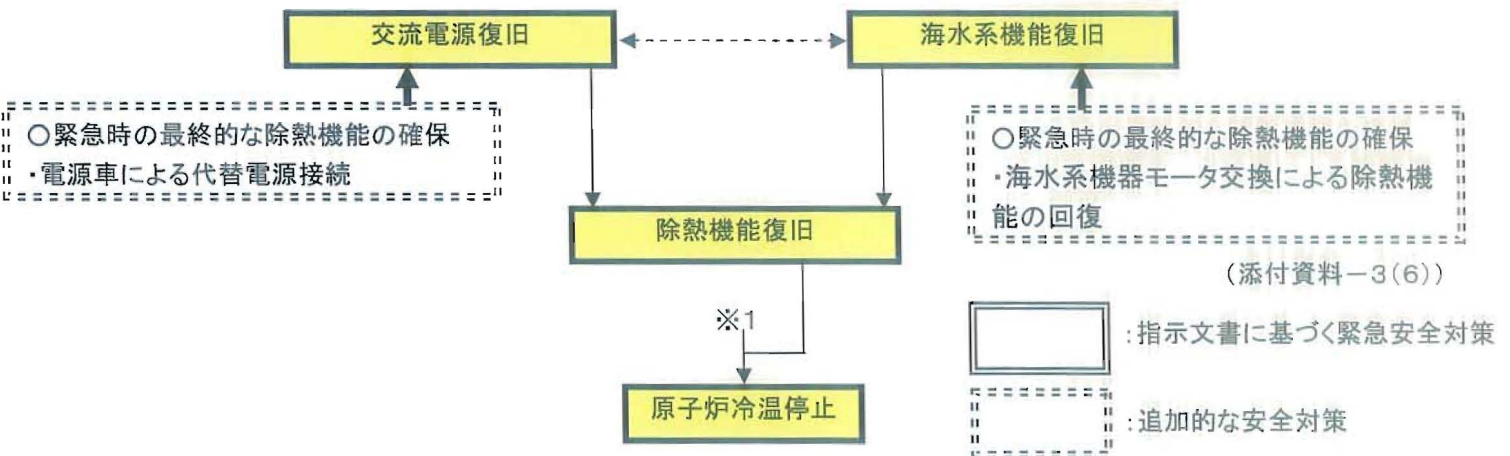 交流電源復旧
海水系機能復旧
○緊急時の最終的な除熱機能の確保
・電源車による代替電源接続
○緊急時の最終的な除熱機能の確保
・海水系機器モータ交換による除熱機
能の回復
除熱機能復旧
(添付資料－3(6))
※1
:指示文書に基づく緊急安全対策
原子炉冷温停止
:追加的な安全対策